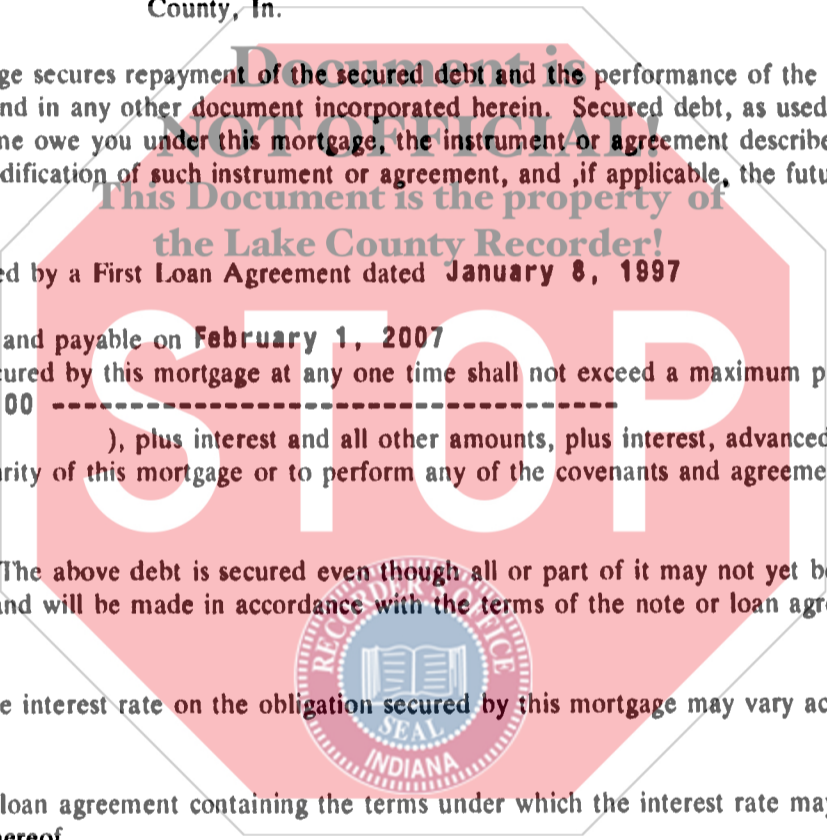 County, In.
Document is
ge secures repayment of the secured debt and the performance of the
nd in any other document incorporated herein. Secured debt, as used
NOT OFFICIAL!
ne owe you under this mortgage, the instrument or agreement describe
dification of such instrument or agreement, and ,if applicable, the futu
This Document is the property of
the Lake County Recorder!
ed by a First Loan Agreement dated January 8, 1997
and payable on February 1, 2007
STOP
cured by this mortgage at any one time shall not exceed a maximum p
00 ------------------------------------
), plus interest and all other amounts, plus interest, advanced
rity of this mortgage or to perform any of the covenants and agreeme
The above debt is secured even though all or part of it may not yet b
and will be made in accordance with the terms of the note or loan agr
RECORDER'S OFFICE
SEAL
INDIANA
e interest rate on the obligation secured by this mortgage may vary ac
loan agreement containing the terms under which the interest rate may
hereof